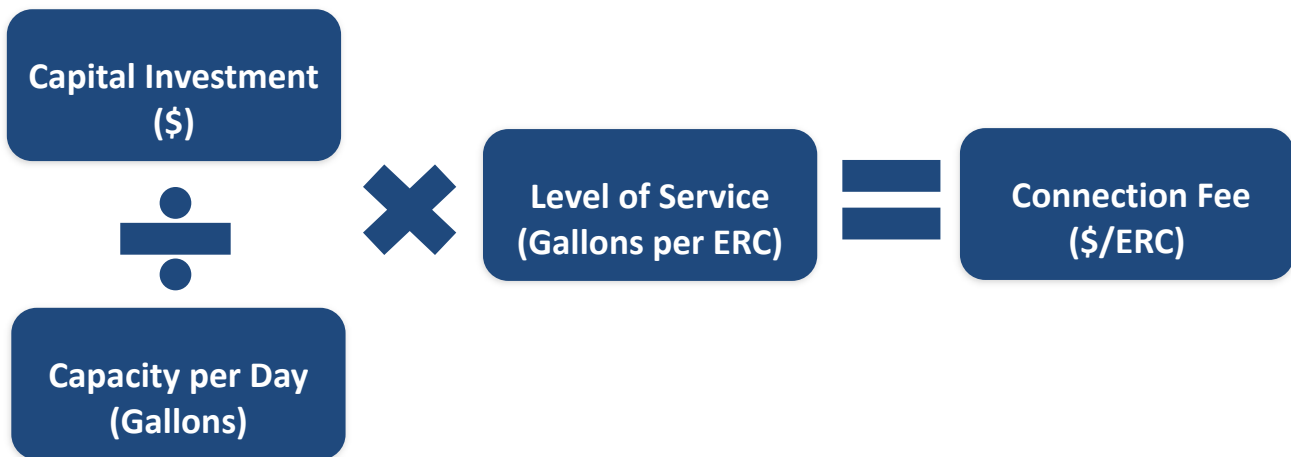 Capital Investment
($)
Capacity per Day
(Gallons)
Level of Service
(Gallons per ERC)
Connection Fee
($/ERC)